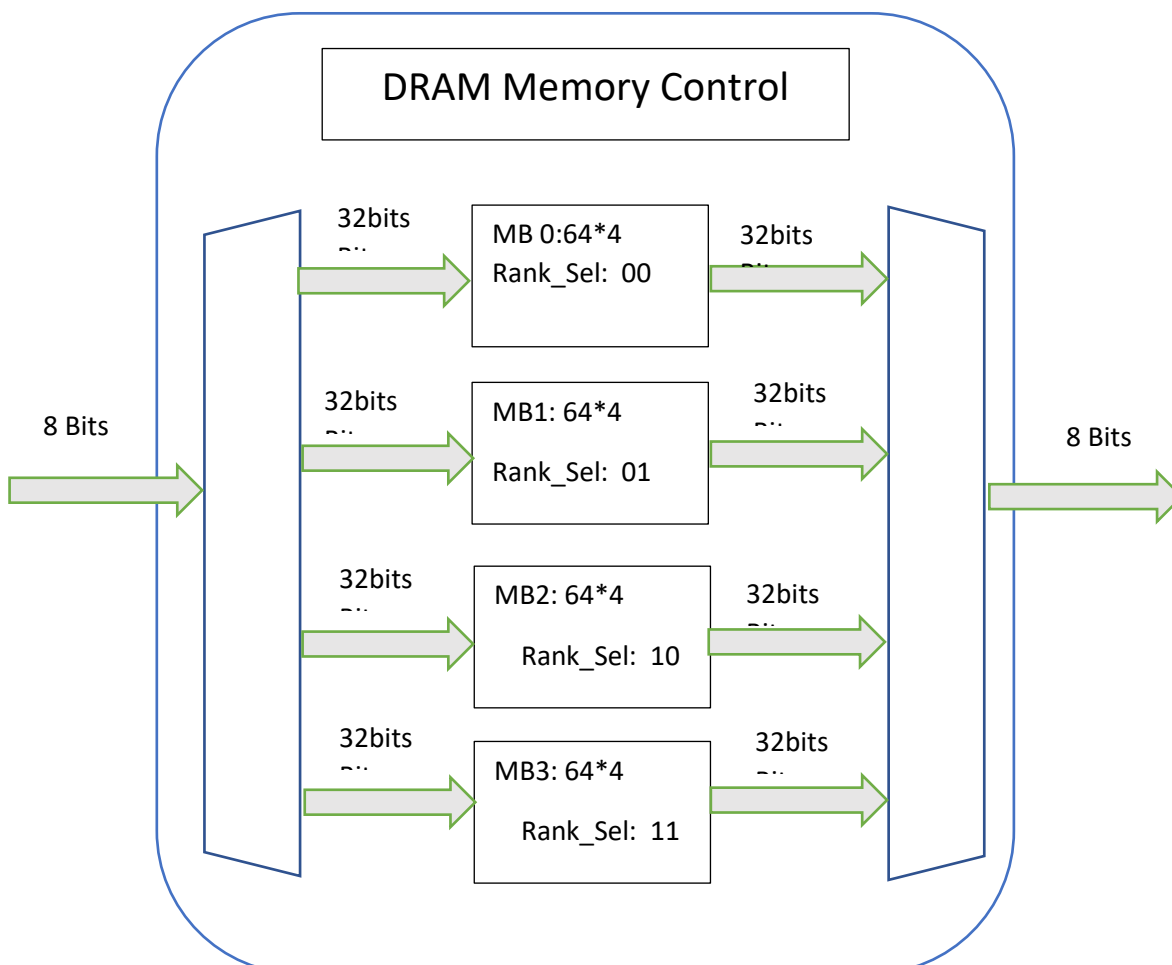 DRAM Memory Control
32bits
MB 0:64*4
Rank_Sel: 00
32bits
32bits
MB1: 64*4
Rank_Sel: 01
32bits
8 Bits
8 Bits
32bits
MB2: 64*4
Rank_Sel: 10
32bits
32bits
MB3: 64*4
Rank_Sel: 11
32bits